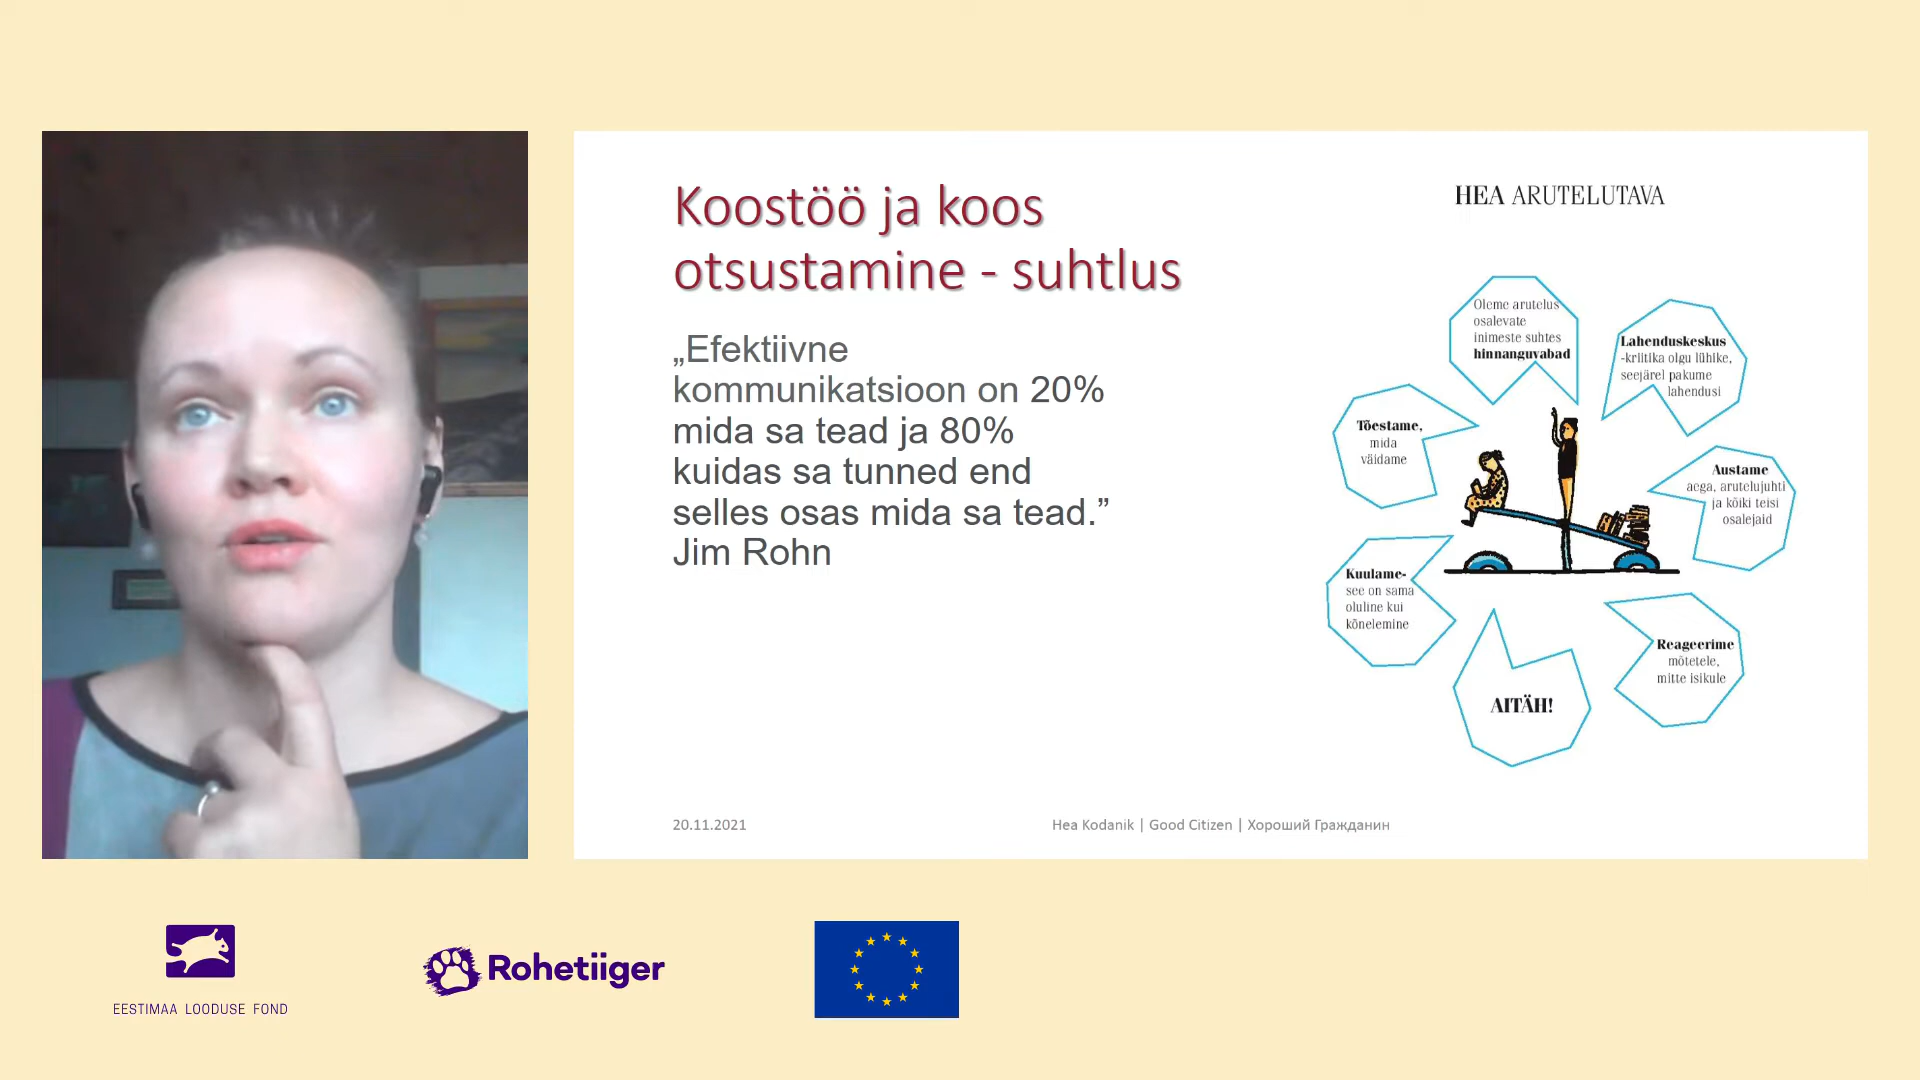 Koostöö ja koos
otsustamine - suhtlus
„Efektiivne
kommunikatsioon on 20%
mida sa tead ja 80%
kuidas sa tunned end
selles osas mida sa tead.”
Jim Rohn
HEA ARUTELUTAVA
Oleme arutelus
osalevate
inimeste suhtes
hinnanguvabad
Lahenduskeskus
-kriitika olgu lühike,
seejärel pakume
lahendusi
Tõestame,
mida
väidame
Austame
aega, arutelujuhti
ja kõiki teisi
osalejaid
Kuulame-
see on sama
oluline kui
kõnelemine
Reageerime
mõtetele,
mitte isikule
AITÄH!
20.11.2021
Hea Kodanik | Good Citizen | Хороший Гражданин
EESTIMAA LOODUSE FOND
Rohetiiger